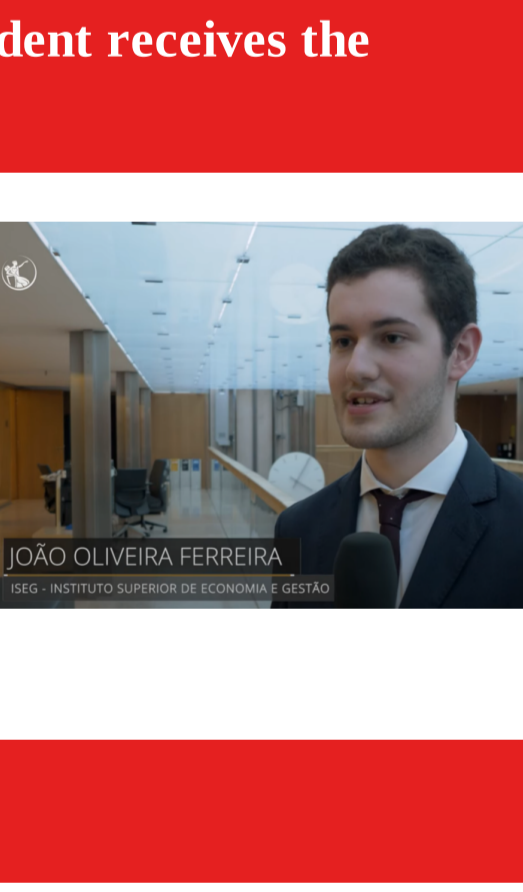 dent receives the
JOÃO OLIVEIRA FERREIRA
ISEG - INSTITUTO SUPERIOR DE ECONOMIA E GESTÃO